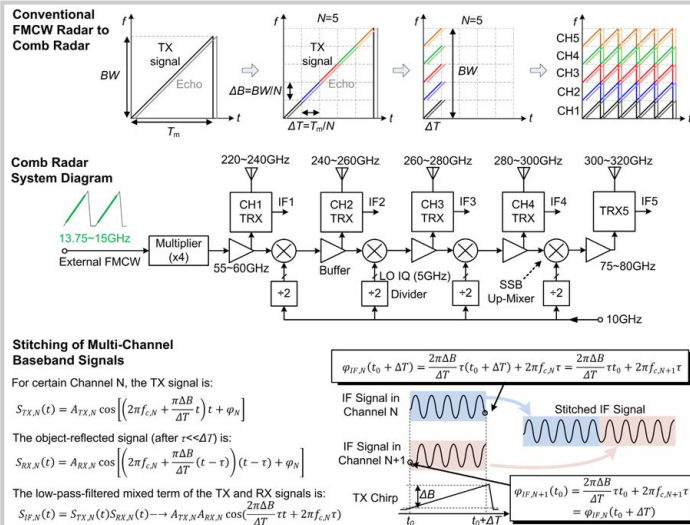 Conventional
FMCW Radar to
Comb Radar
f
BW
TX
signal
Echo
T_m
t
f
N=5
TX
signal
Echo
ΔB=BW/N
ΔT=T_m/N
t
f
N=5
BW
ΔT
t
f
CH5
CH4
CH3
CH2
CH1
t
Comb Radar
System Diagram
220~240GHz
240~260GHz
260~280GHz
280~300GHz
300~320GHz
CH1
TRX
IF1
CH2
TRX
IF2
CH3
TRX
IF3
CH4
TRX
IF4
TRX5
IF5
13.75~15GHz
External FMCW
Multiplier
(x4)
55~60GHz
Buffer
LO IQ (5GHz)
Divider
SSB
Up-Mixer
75~80GHz
÷2
÷2
÷2
÷2
10GHz
Stitching of Multi-Channel
Baseband Signals
For certain Channel N, the TX signal is:
S_{TX,N}(t) = A_{TX,N} cos[(2πf_{c,N} + πΔB/ΔT t) t + φ_N]
The object-reflected signal (after τ<<ΔT) is:
S_{RX,N}(t) = A_{RX,N} cos[(2πf_{c,N} + πΔB/ΔT (t − τ)) (t − τ) + φ_N]
The low-pass-filtered mixed term of the TX and RX signals is:
S_{IF,N}(t) = S_{TX,N}(t)S_{RX,N}(t)⤏ A_{TX,N}A_{RX,N} cos(2πΔB/ΔT τt + 2πf_{c,N}τ)
φ_{IF,N}(t_0 + ΔT) = 2πΔB/ΔT τ(t_0 + ΔT) + 2πf_{c,N}τ = 2πΔB/ΔT τt_0 + 2πf_{c,N+1}τ
IF Signal in
Channel N
Stitched IF Signal
IF Signal in
Channel N+1
TX Chirp
ΔB
t_0
t_0+ΔT
φ_{IF,N+1}(t_0) = 2πΔB/ΔT τt_0 + 2πf_{c,N+1}τ
= φ_{IF,N}(t_0 + ΔT)